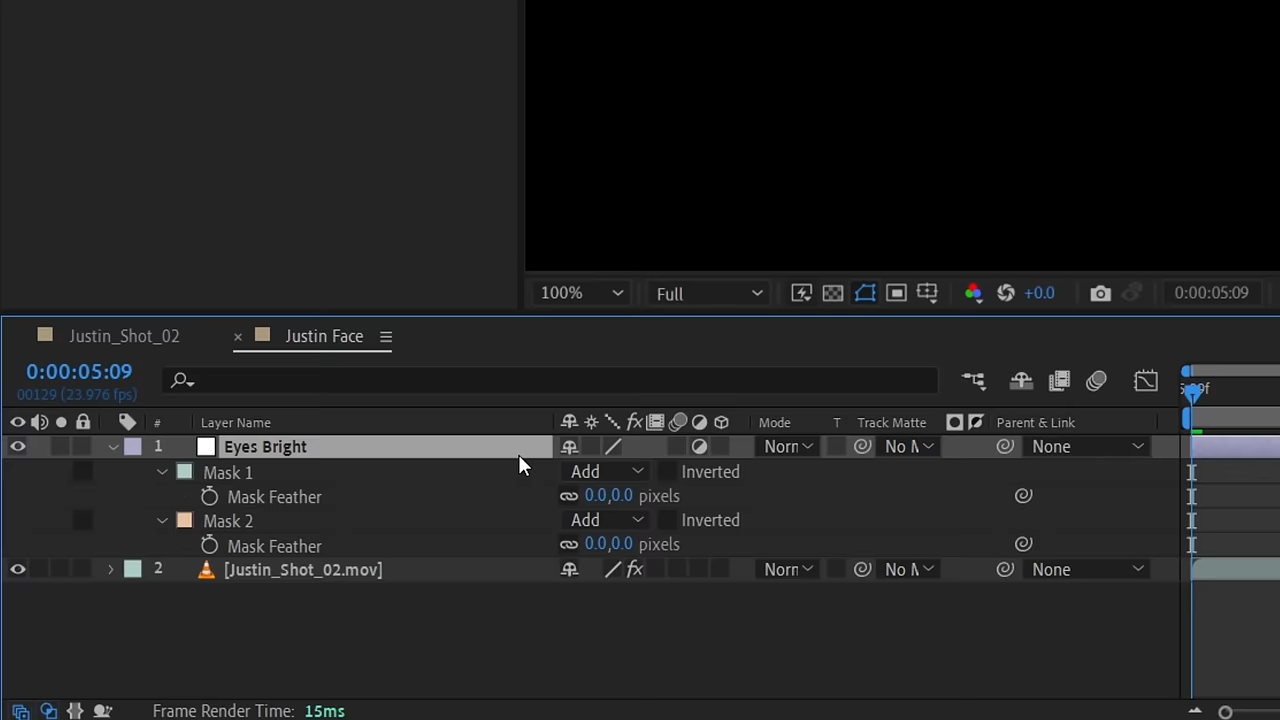 100% Full +0.0 0:00:05:09
Justin_Shot_02 × Justin Face
0:00:05:09
00129 (23.976 fps)
# Layer Name Mode T Track Matte Parent & Link
1 Eyes Bright Norn No M None
Mask 1 Add Inverted
Mask Feather 0.0,0.0 pixels
Mask 2 Add Inverted
Mask Feather 0.0,0.0 pixels
2 [Justin_Shot_02.mov] fx Norn No M None
Frame Render Time: 15ms